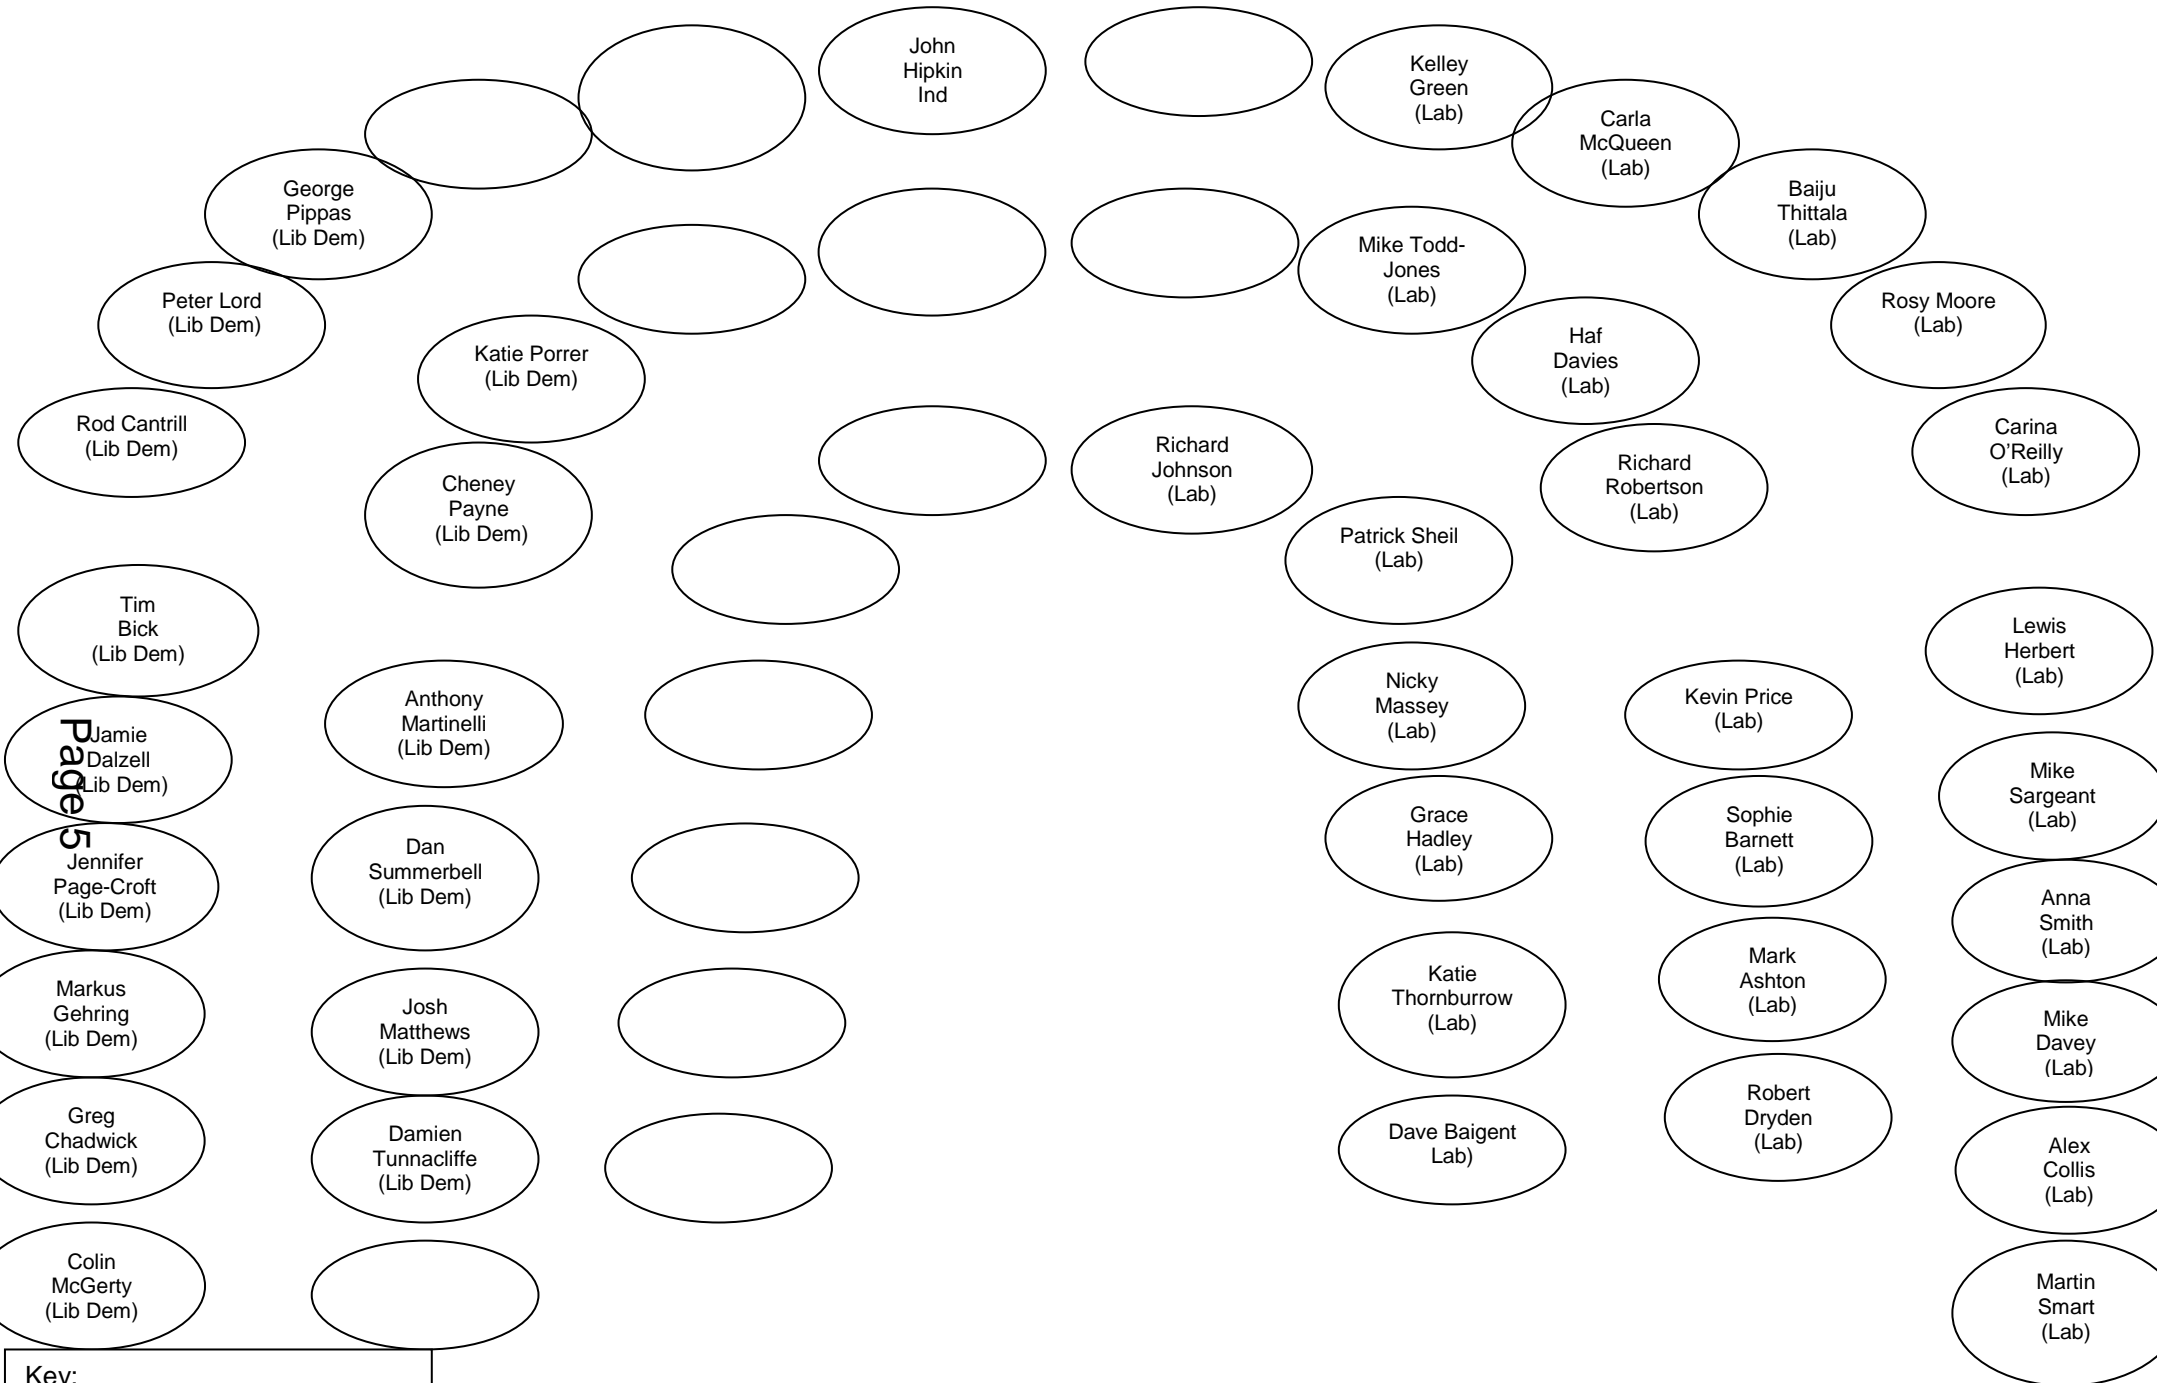 John
Hipkin
Ind
Kelley
Green
(Lab)
Carla
McQueen
(Lab)
George
Pippas
(Lib Dem)
Baiju
Thittala
(Lab)
Mike Todd-
Jones
(Lab)
Peter Lord
(Lib Dem)
Rosy Moore
(Lab)
Katie Porrer
(Lib Dem)
Haf
Davies
(Lab)
Rod Cantrill
(Lib Dem)
Cheney
Payne
(Lib Dem)
Richard
Johnson
(Lab)
Richard
Robertson
(Lab)
Carina
O'Reilly
(Lab)
Patrick Sheil
(Lab)
Tim
Bick
(Lib Dem)
Lewis
Herbert
(Lab)
Anthony
Martinelli
(Lib Dem)
Nicky
Massey
(Lab)
Kevin Price
(Lab)
Page 5
Jamie
Dalzell
(Lib Dem)
Mike
Sargeant
(Lab)
Dan
Summerbell
(Lib Dem)
Grace
Hadley
(Lab)
Sophie
Barnett
(Lab)
Jennifer
Page-Croft
(Lib Dem)
Anna
Smith
(Lab)
Markus
Gehring
(Lib Dem)
Josh
Matthews
(Lib Dem)
Katie
Thornburrow
(Lab)
Mark
Ashton
(Lab)
Mike
Davey
(Lab)
Greg
Chadwick
(Lib Dem)
Damien
Tunnacliffe
(Lib Dem)
Dave Baigent
Lab)
Robert
Dryden
(Lab)
Alex
Collis
(Lab)
Colin
McGerty
(Lib Dem)
Martin
Smart
(Lab)
Key: